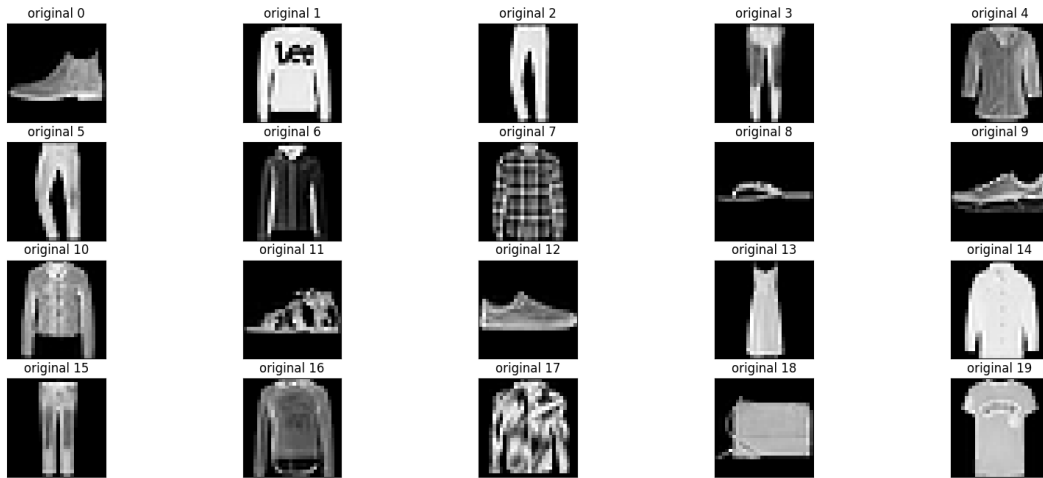 original 0
original 1
original 2
original 3
original 4
Lee
original 5
original 6
original 7
original 8
original 9
original 10
original 11
original 12
original 13
original 14
original 15
original 16
original 17
original 18
original 19